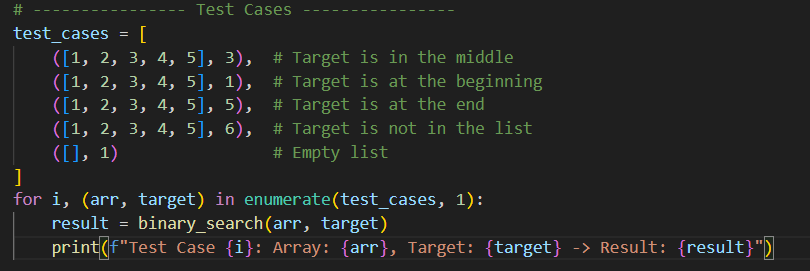 # ---------------- Test Cases ----------------
test_cases = [
    ([1, 2, 3, 4, 5], 3),  # Target is in the middle
    ([1, 2, 3, 4, 5], 1),  # Target is at the beginning
    ([1, 2, 3, 4, 5], 5),  # Target is at the end
    ([1, 2, 3, 4, 5], 6),  # Target is not in the list
    ([], 1)                # Empty list
]
for i, (arr, target) in enumerate(test_cases, 1):
    result = binary_search(arr, target)
    print(f"Test Case {i}: Array: {arr}, Target: {target} -> Result: {result}")